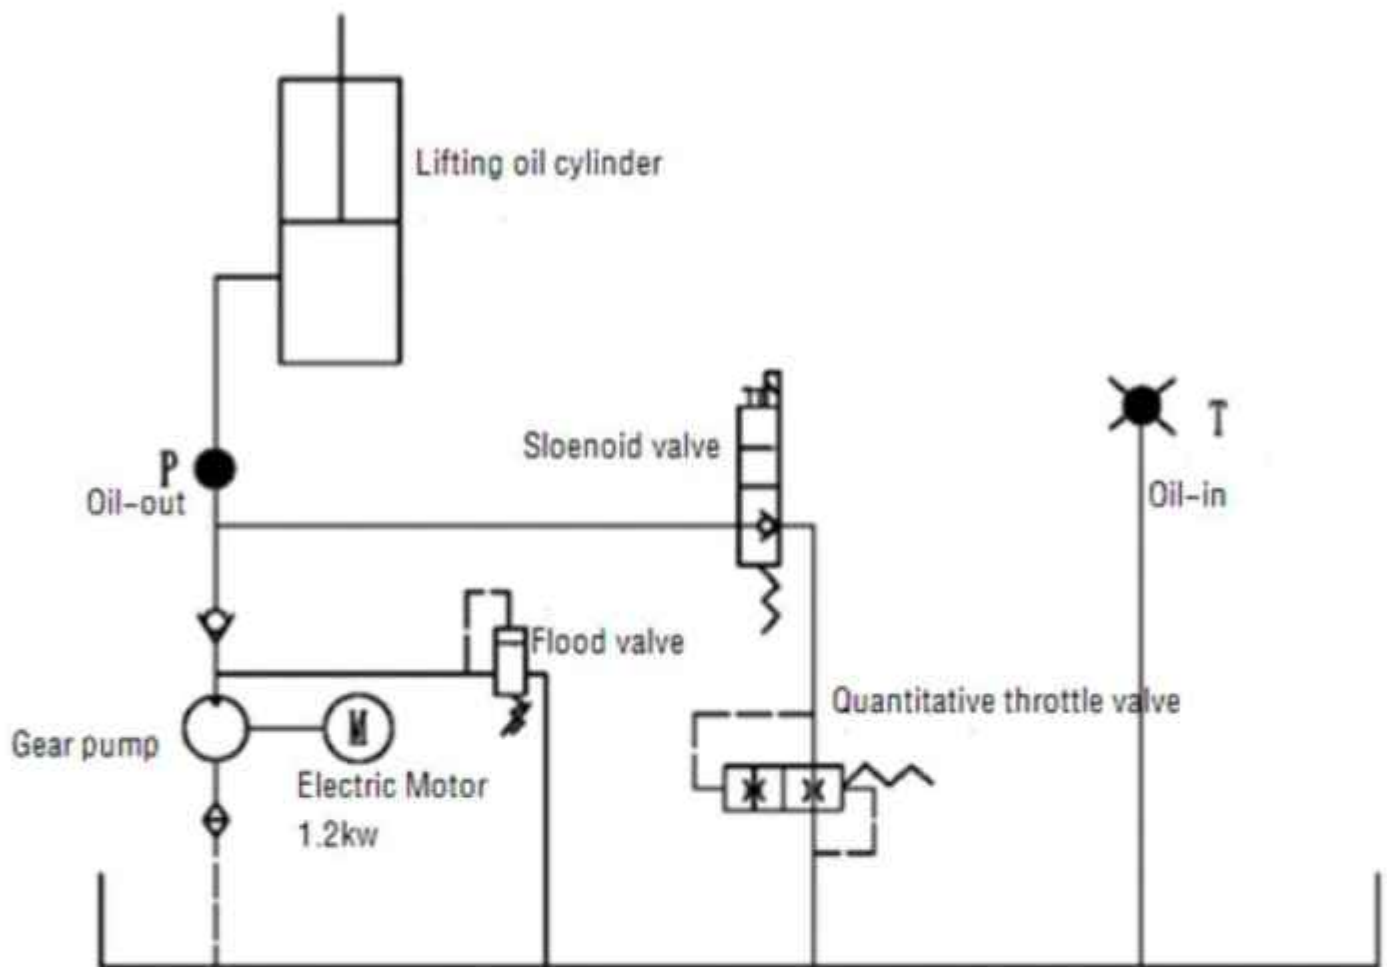 Lifting oil cylinder
Sloenoid valve
P
Oil-out
T
Oil-in
Flood valve
Quantitative throttle valve
Gear pump
M
Electric Motor
1.2kw